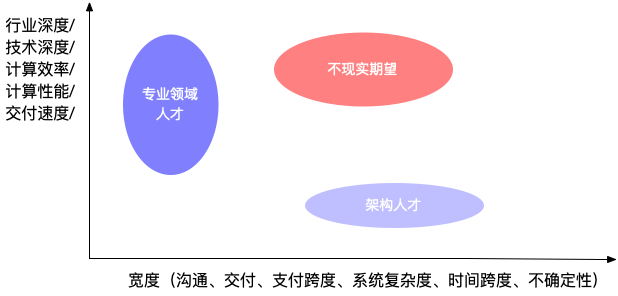 行业深度/
技术深度/
计算效率/
计算性能/
交付速度/
专业领域
人才
不现实期望
架构人才
宽度（沟通、交付、支付跨度、系统复杂度、时间跨度、不确定性）